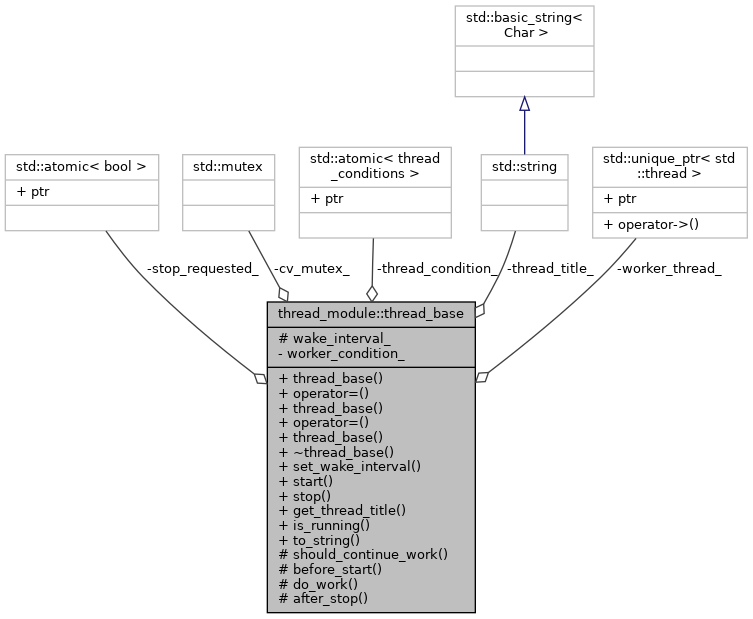 std::basic_string<
Char >
std::atomic< bool >
+ ptr
std::mutex
std::atomic< thread
_conditions >
+ ptr
std::string
std::unique_ptr< std
::thread >
+ ptr
+ operator->()
-stop_requested_
-cv_mutex_
-thread_condition_
-thread_title_
-worker_thread_
thread_module::thread_base
# wake_interval_
- worker_condition_
+ thread_base()
+ operator=()
+ thread_base()
+ operator=()
+ thread_base()
+ ~thread_base()
+ set_wake_interval()
+ start()
+ stop()
+ get_thread_title()
+ is_running()
+ to_string()
# should_continue_work()
# before_start()
# do_work()
# after_stop()